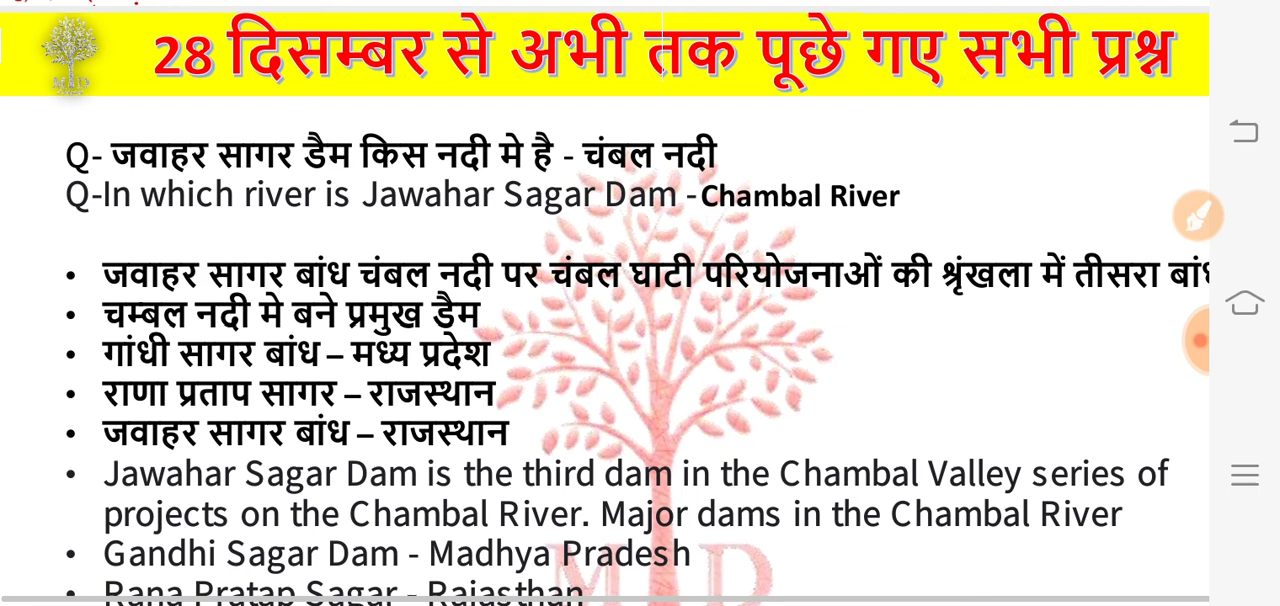 28 दिसम्बर से अभी तक पूछे गए सभी प्रश्न
Q- जवाहर सागर डैम किस नदी मे है - चंबल नदी
Q-In which river is Jawahar Sagar Dam -Chambal River
• जवाहर सागर बांध चंबल नदी पर चंबल घाटी परियोजनाओं की श्रृंखला में तीसरा
• चम्बल नदी मे बने प्रमुख डैम
• गांधी सागर बांध – मध्य प्रदेश
• राणा प्रताप सागर – राजस्थान
• जवाहर सागर बांध – राजस्थान
• Jawahar Sagar Dam is the third dam in the Chambal Valley series of
projects on the Chambal River. Major dams in the Chambal River
• Gandhi Sagar Dam - Madhya Pradesh
• Rana Pratap Sagar - Rajasthan
M D